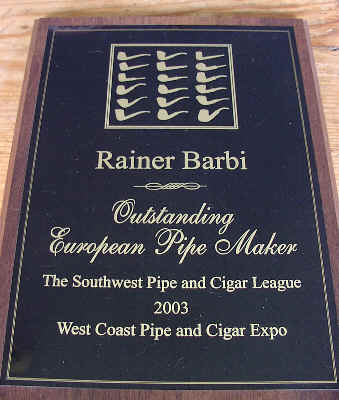 Rainer Barbi
Outstanding
European Pipe Maker
The Southwest Pipe and Cigar League
2003
West Coast Pipe and Cigar Expo